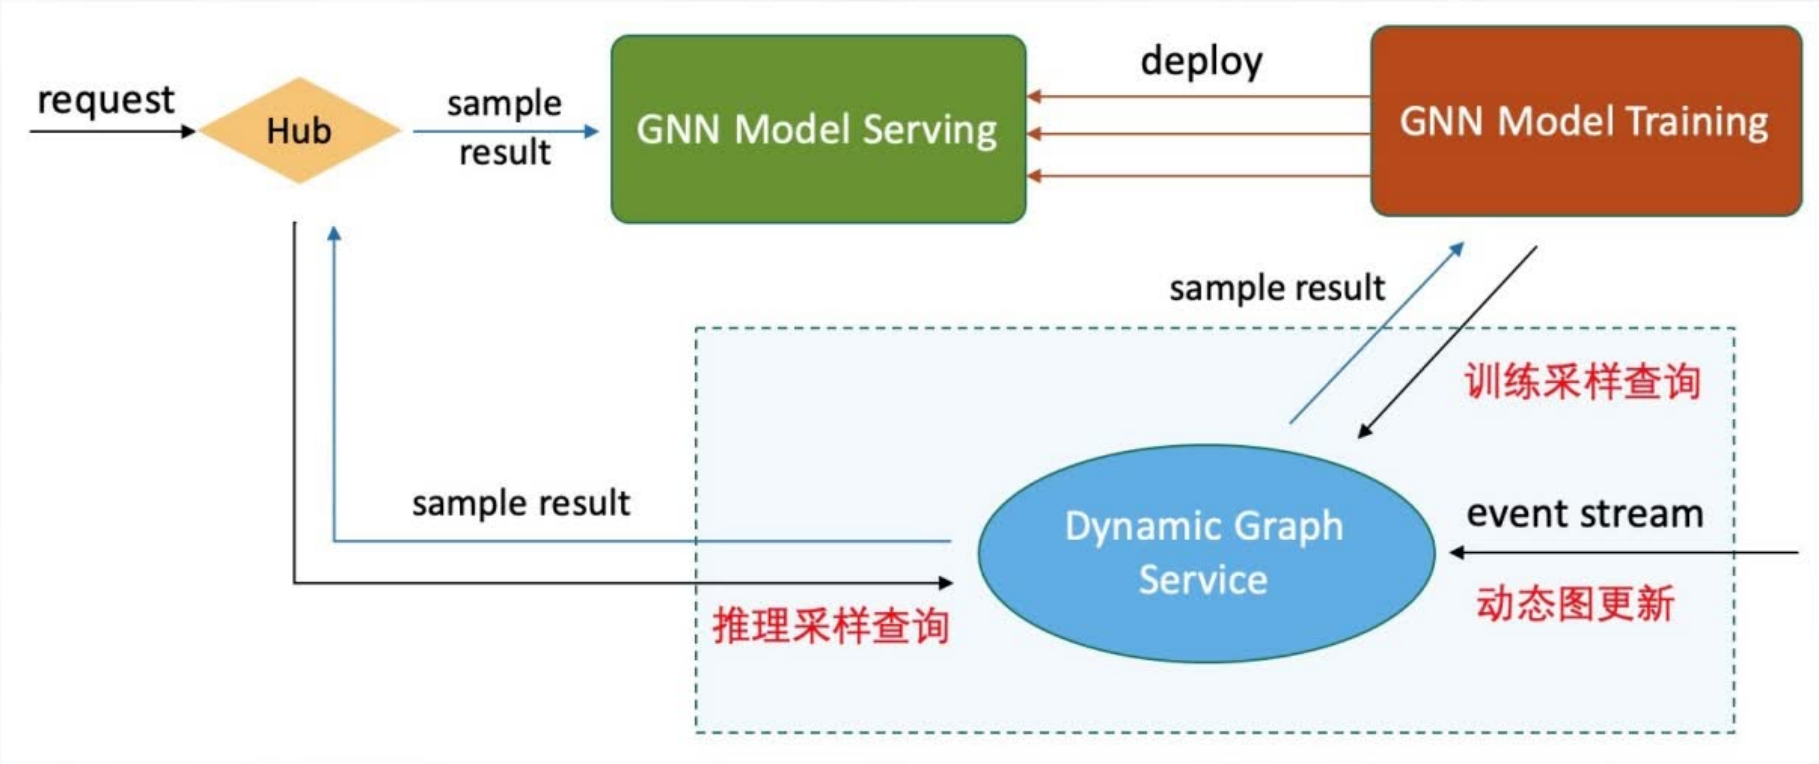 request
Hub
sample
result
GNN Model Serving
deploy
GNN Model Training
sample result
训练采样查询
sample result
Dynamic Graph
Service
event stream
动态图更新
推理采样查询